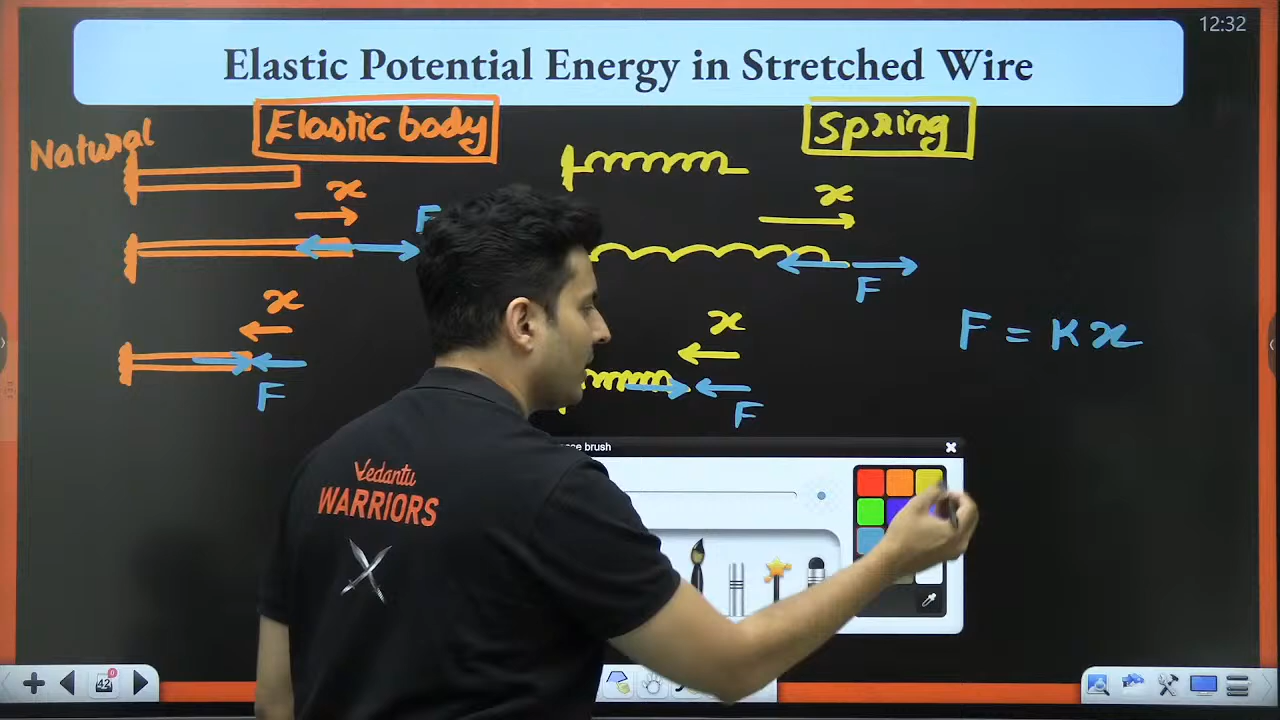 12:32
Elastic Potential Energy in Stretched Wire
Elastic body
Spring
Natural
x
x
F
F
x
x
F = Kx
F
F
brush
Vedantu
WARRIORS
42